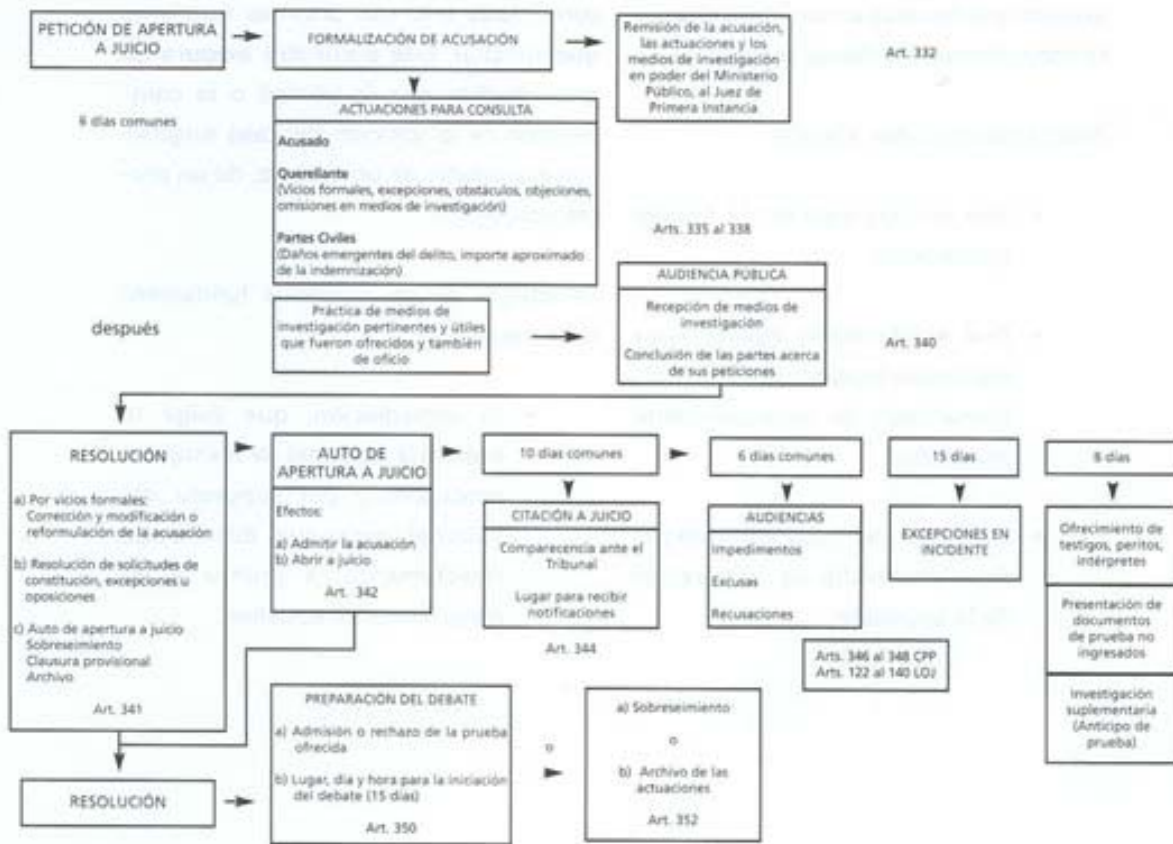 PETICIÓN DE APERTURA
A JUICIO
FORMALIZACIÓN DE ACUSACIÓN
Remisión de la acusación,
las actuaciones y los
medios de investigación
en poder del Ministerio
Público, al Juez de
Primera Instancia.
Art. 332
6 días comunes
ACTUACIONES PARA CONSULTA
Acusado
Querellante
(Vicios formales, excepciones, obstáculos, objeciones,
omisiones en medios de investigación)
Partes Civiles
(Daños emergentes del delito, importe aproximado
de la indemnización)
Arts. 335 al 338
después
Práctica de medios de
investigación pertinentes y útiles
que fueron ofrecidos y también
de oficio
AUDIENCIA PÚBLICA
Recepción de medios de
investigación
Conclusión de las partes acerca
de sus peticiones
Art. 340
RESOLUCIÓN
a) Por vicios formales:
Corrección y modificación o
reformulación de la acusación
b) Resolución de solicitudes de
constitución, excepciones u
oposiciones
c) Auto de apertura a juicio
Sobreseimiento
Clausura provisional
Archivo
Art. 341
AUTO DE
APERTURA A JUICIO
Efectos:
a) Admitir la acusación
b) Abrir a juicio
Art. 342
10 días comunes
CITACIÓN A JUICIO
Comparecencia ante el
Tribunal
Lugar para recibir
notificaciones
Art. 344
6 días comunes
AUDIENCIAS
Impedimentos
Excusas
Recusaciones
15 días
EXCEPCIONES EN
INCIDENTE
Arts. 346 al 348 CPP
Arts. 122 al 140 LOJ
8 días
Ofrecimiento de
testigos, peritos,
intérpretes
Presentación de
documentos
de prueba no
ingresados
Investigación
suplementaria
(Anticipo de
prueba)
RESOLUCIÓN
PREPARACIÓN DEL DEBATE
a) Admisión o rechazo de la prueba
ofrecida
b) Lugar, día y hora para la iniciación
del debate (15 días)
Art. 350
o
a) Sobreseimiento
o
b) Archivo de las
actuaciones
Art. 352